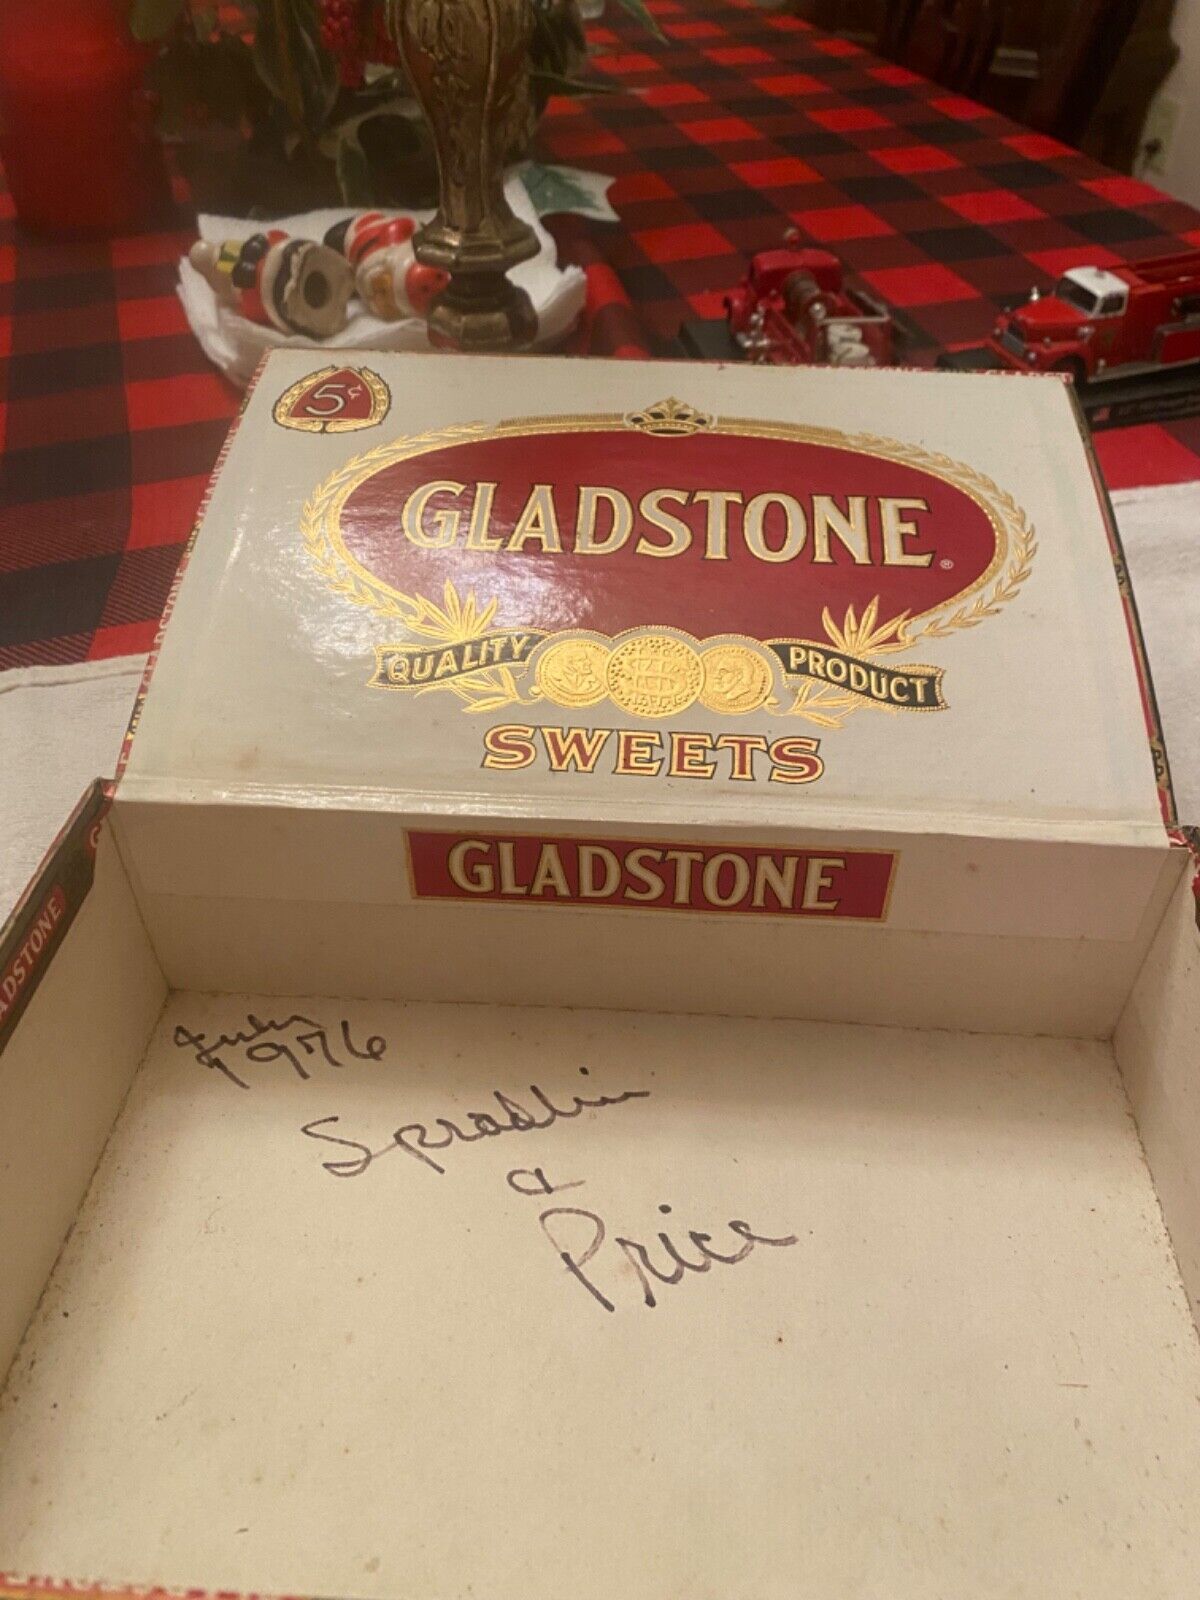 5¢
GLADSTONE®
QUALITY PRODUCT
SWEETS
GLADSTONE
GLADSTONE
July
1976
Spradlin
&
Price